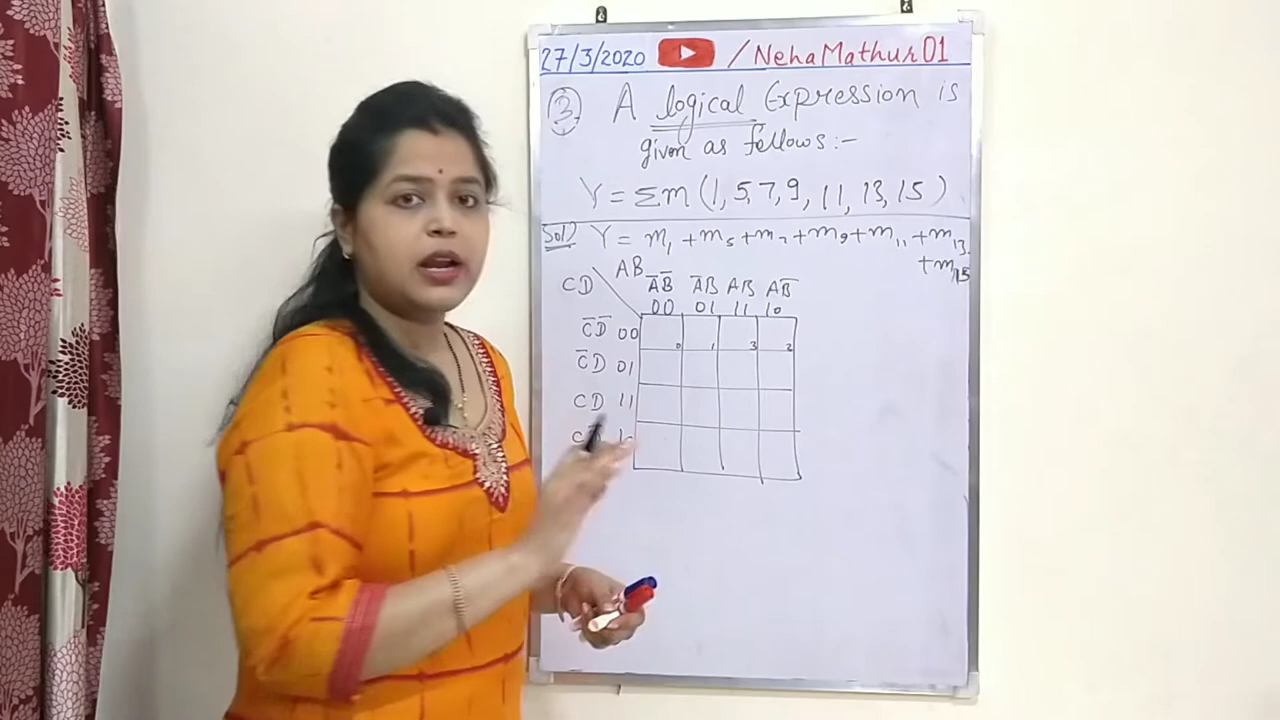 27/3/2020 /NehaMathur01
3 A logical Expression is
given as follows:-
Y = Σm (1, 5, 7, 9, 11, 13, 15)
Sol) Y = m₁ + m₅ + m₇ + m₉ + m₁₁ + m₁₃
+ m₁₅
AB
CD A̅B̅ A̅B AB AB̅
00 01 11 10
C̅D̅ 00 0 1 3 2
C̅D 01
CD 11